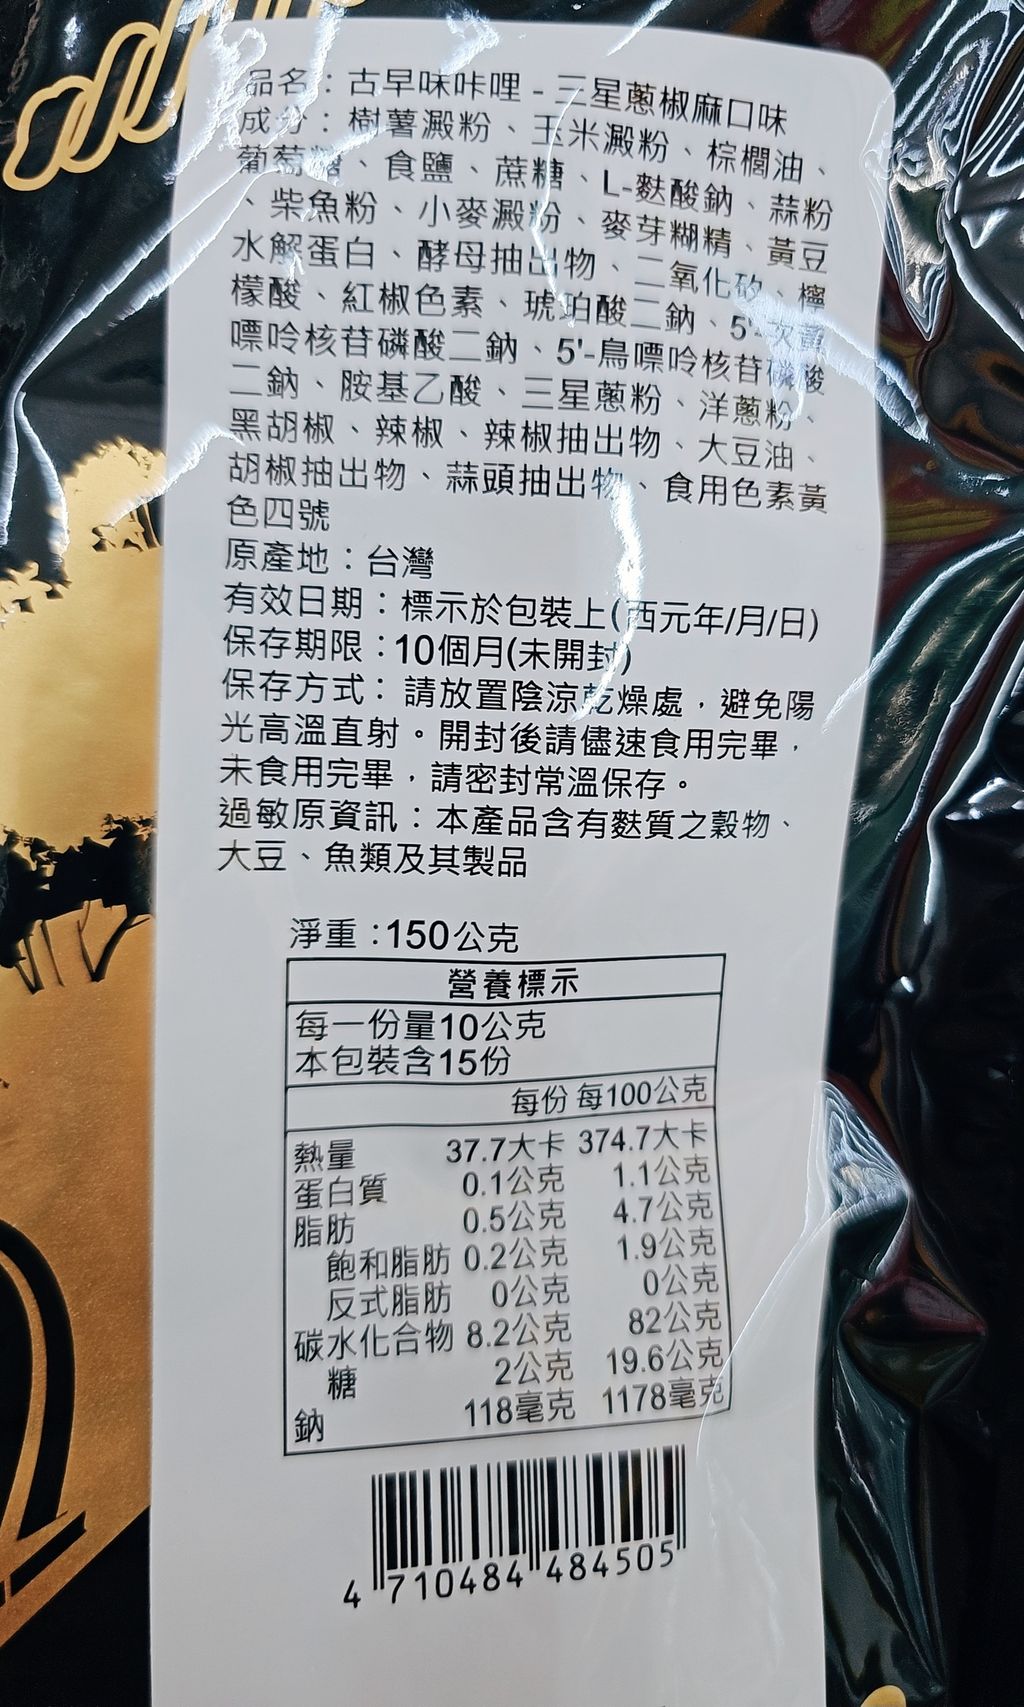 品名：古早味咔哩 - 三星蔥椒麻口味
成分：樹薯澱粉、玉米澱粉、棕櫚油、
葡萄糖、食鹽、蔗糖、L-麩酸鈉、蒜粉
、柴魚粉、小麥澱粉、麥芽糊精、黃豆
水解蛋白、酵母抽出物、二氧化矽、檸
檬酸、紅椒色素、琥珀酸二鈉、5'-次黃
嘌呤核苷磷酸二鈉、5'-鳥嘌呤核苷磷酸
二鈉、胺基乙酸、三星蔥粉、洋蔥粉、
黑胡椒、辣椒、辣椒抽出物、大豆油、
胡椒抽出物、蒜頭抽出物、食用色素黃
色四號
原產地：台灣
有效日期：標示於包裝上(西元年/月/日)
保存期限：10個月(未開封)
保存方式：請放置陰涼乾燥處，避免陽
光高溫直射。開封後請儘速食用完畢，
未食用完畢，請密封常溫保存。
過敏原資訊：本產品含有麩質之穀物、
大豆、魚類及其製品
淨重：150公克
營養標示
每一份量10公克
本包裝含15份
每份 每100公克
熱量 37.7大卡 374.7大卡
蛋白質 0.1公克 1.1公克
脂肪 0.5公克 4.7公克
飽和脂肪 0.2公克 1.9公克
反式脂肪 0公克 0公克
碳水化合物 8.2公克 82公克
糖 2公克 19.6公克
鈉 118毫克 1178毫克
4 710484 484505